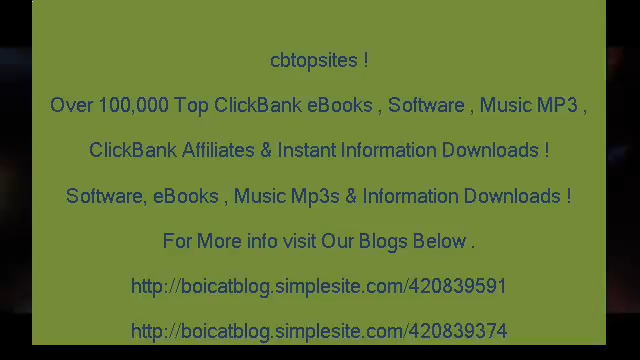 cbtopsites !
Over 100,000 Top ClickBank eBooks , Software , Music MP3 ,
ClickBank Affiliates & Instant Information Downloads !
Software, eBooks , Music Mp3s & Information Downloads !
For More info visit Our Blogs Below .
http://boicatblog.simplesite.com/420839591
http://boicatblog.simplesite.com/420839374